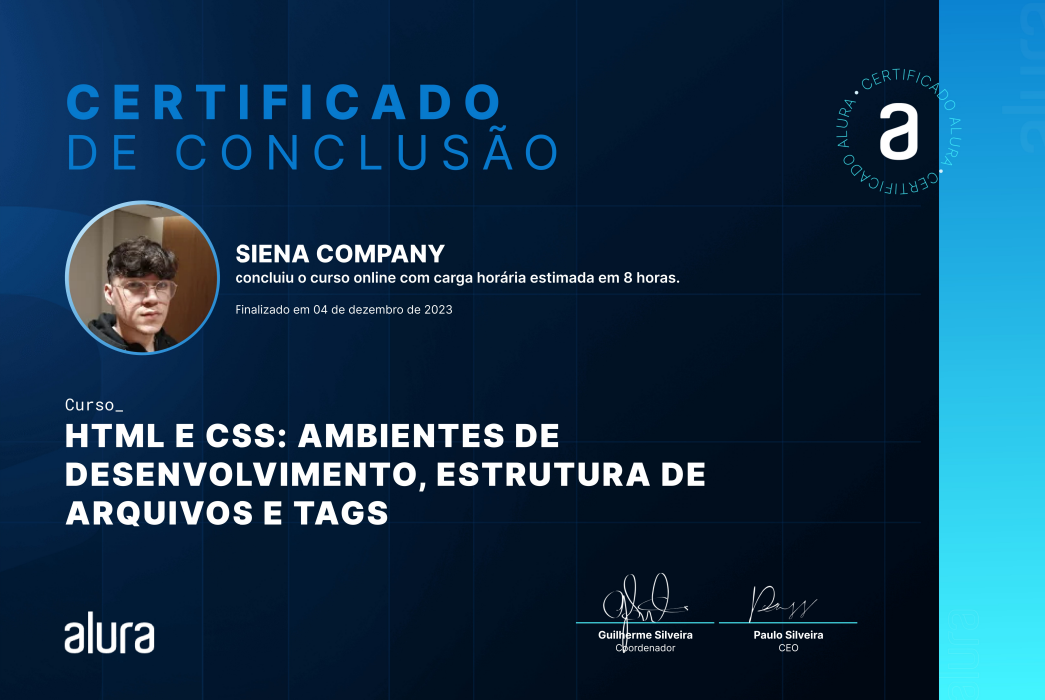 CERTIFICADO
DE CONCLUSÃO
CERTIFICADO ALURA • CERTIFICADO ALURA •
a
SIENA COMPANY
concluiu o curso online com carga horária estimada em 8 horas.
Finalizado em 04 de dezembro de 2023
Curso_
HTML E CSS: AMBIENTES DE
DESENVOLVIMENTO, ESTRUTURA DE
ARQUIVOS E TAGS
alura
Guilherme Silveira
Coordenador
Paulo Silveira
CEO
alura